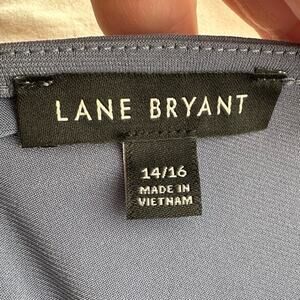 LANE BRYANT
14/16
MADE IN
VIETNAM